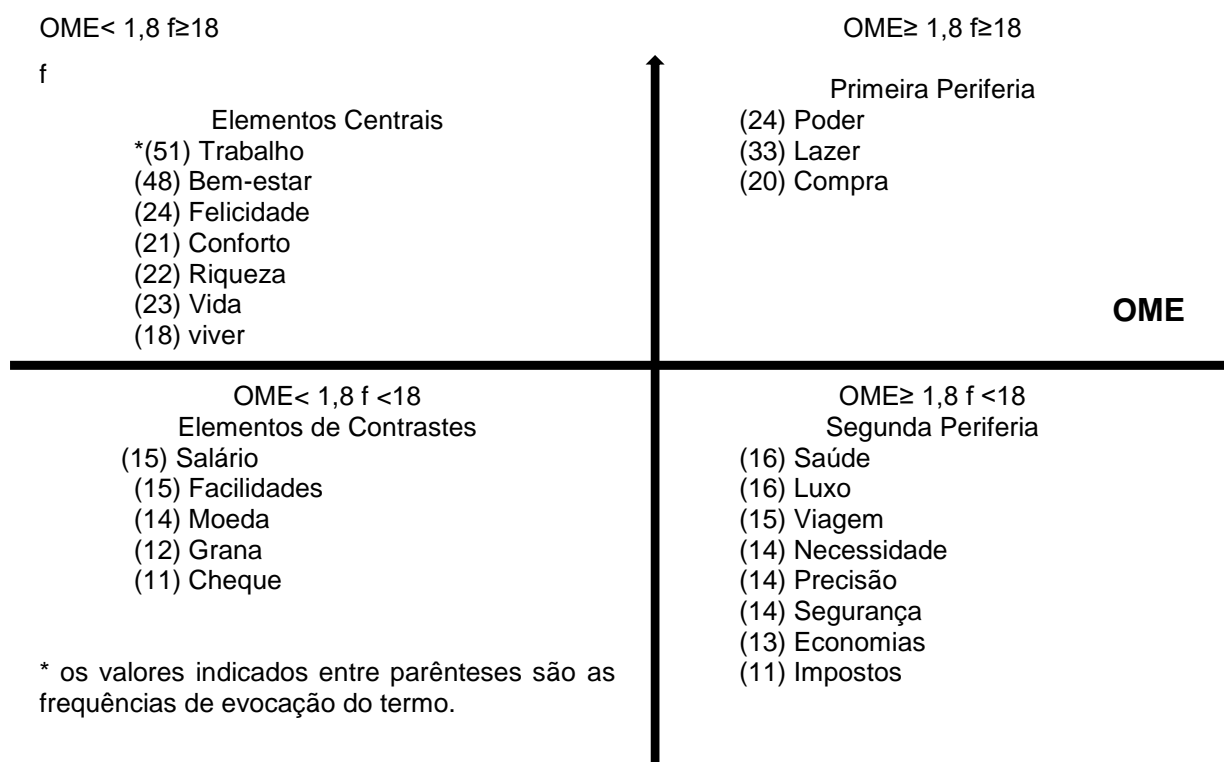 OME< 1,8 f≥18
f
Elementos Centrais
*(51) Trabalho
(48) Bem-estar
(24) Felicidade
(21) Conforto
(22) Riqueza
(23) Vida
(18) viver
OME≥ 1,8 f≥18
Primeira Periferia
(24) Poder
(33) Lazer
(20) Compra
OME
OME< 1,8 f <18
Elementos de Contrastes
(15) Salário
(15) Facilidades
(14) Moeda
(12) Grana
(11) Cheque
* os valores indicados entre parênteses são as
frequências de evocação do termo.
OME≥ 1,8 f <18
Segunda Periferia
(16) Saúde
(16) Luxo
(15) Viagem
(14) Necessidade
(14) Precisão
(14) Segurança
(13) Economias
(11) Impostos